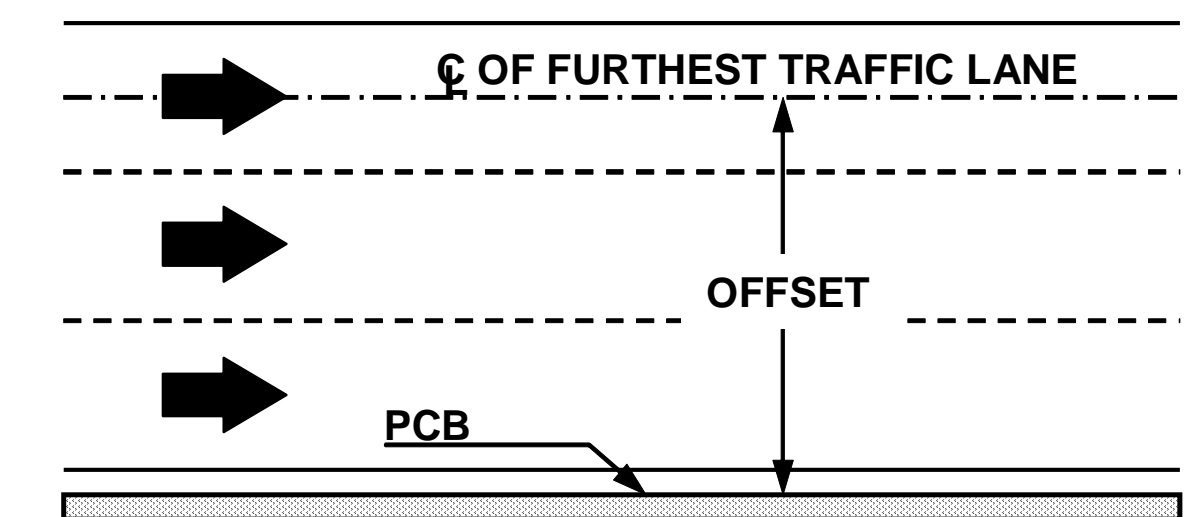 ℄ OF FURTHEST TRAFFIC LANE
OFFSET
PCB